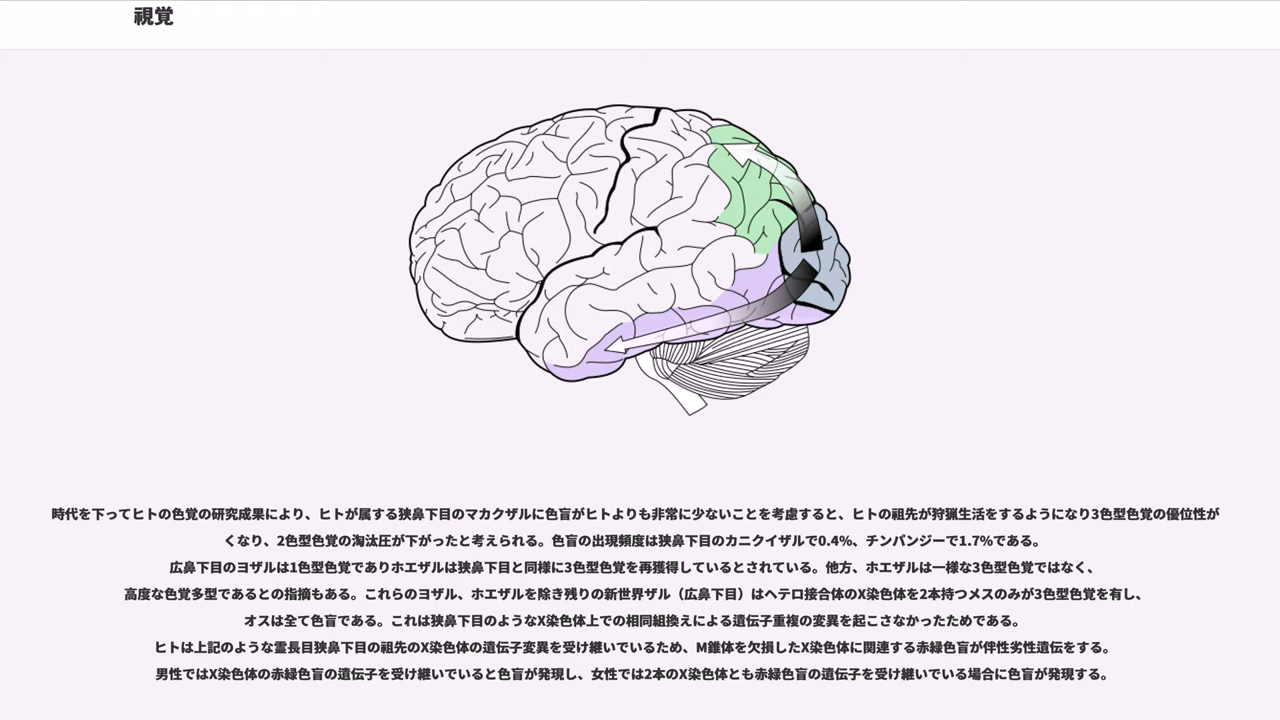 視覚
時代を下ってヒトの色覚の研究成果により、ヒトが属する狭鼻下目のマカクザルに色盲がヒトよりも非常に少ないことを考慮すると、ヒトの祖先が狩猟生活をするようになり3色型色覚の優位性が
くなり、2色型色覚の淘汰圧が下がったと考えられる。色盲の出現頻度は狭鼻下目のカニクイザルで0.4%、チンパンジーで1.7%である。
広鼻下目のヨザルは1色型色覚でありホエザルは狭鼻下目と同様に3色型色覚を再獲得しているとされている。他方、ホエザルは一様な3色型色覚ではなく、
高度な色覚多型であるとの指摘もある。これらのヨザル、ホエザルを除き残りの新世界ザル（広鼻下目）はヘテロ接合体のX染色体を2本持つメスのみが3色型色覚を有し、
オスは全て色盲である。これは狭鼻下目のようなX染色体上での相同組換えによる遺伝子重複の変異を起こさなかったためである。
ヒトは上記のような霊長目狭鼻下目の祖先のX染色体の遺伝子変異を受け継いでいるため、M錐体を欠損したX染色体に関連する赤緑色盲が伴性劣性遺伝をする。
男性ではX染色体の赤緑色盲の遺伝子を受け継いでいると色盲が発現し、女性では2本のX染色体とも赤緑色盲の遺伝子を受け継いでいる場合に色盲が発現する。